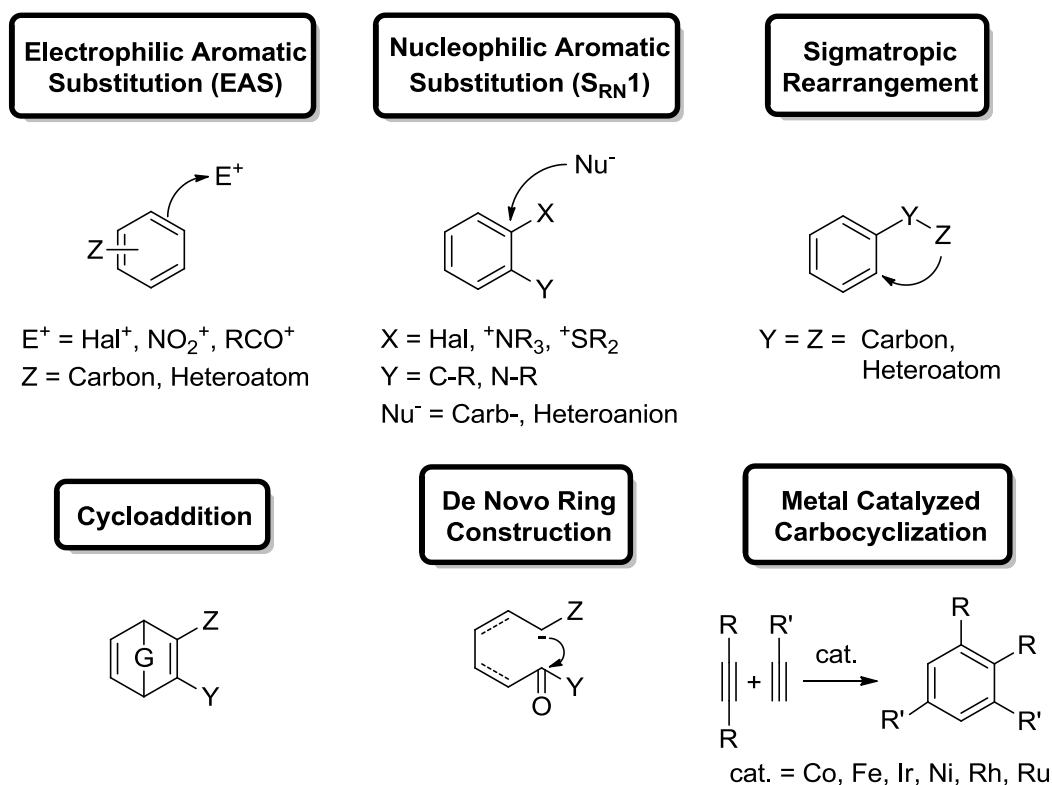 Electrophilic Aromatic
Substitution (EAS)
Nucleophilic Aromatic
Substitution (S_RN1)
Sigmatropic
Rearrangement
E⁺
Z
Nu⁻
X
Y
Y
Z
E⁺ = Hal⁺, NO₂⁺, RCO⁺
Z = Carbon, Heteroatom
X = Hal, ⁺NR₃, ⁺SR₂
Y = C-R, N-R
Nu⁻ = Carb-, Heteroanion
Y = Z = Carbon,
Heteroatom
Cycloaddition
De Novo Ring
Construction
Metal Catalyzed
Carbocyclization
Z
G
Y
Z
-
Y
O
R
R'
+
R
cat.
R
R
R'
R'
cat. = Co, Fe, Ir, Ni, Rh, Ru